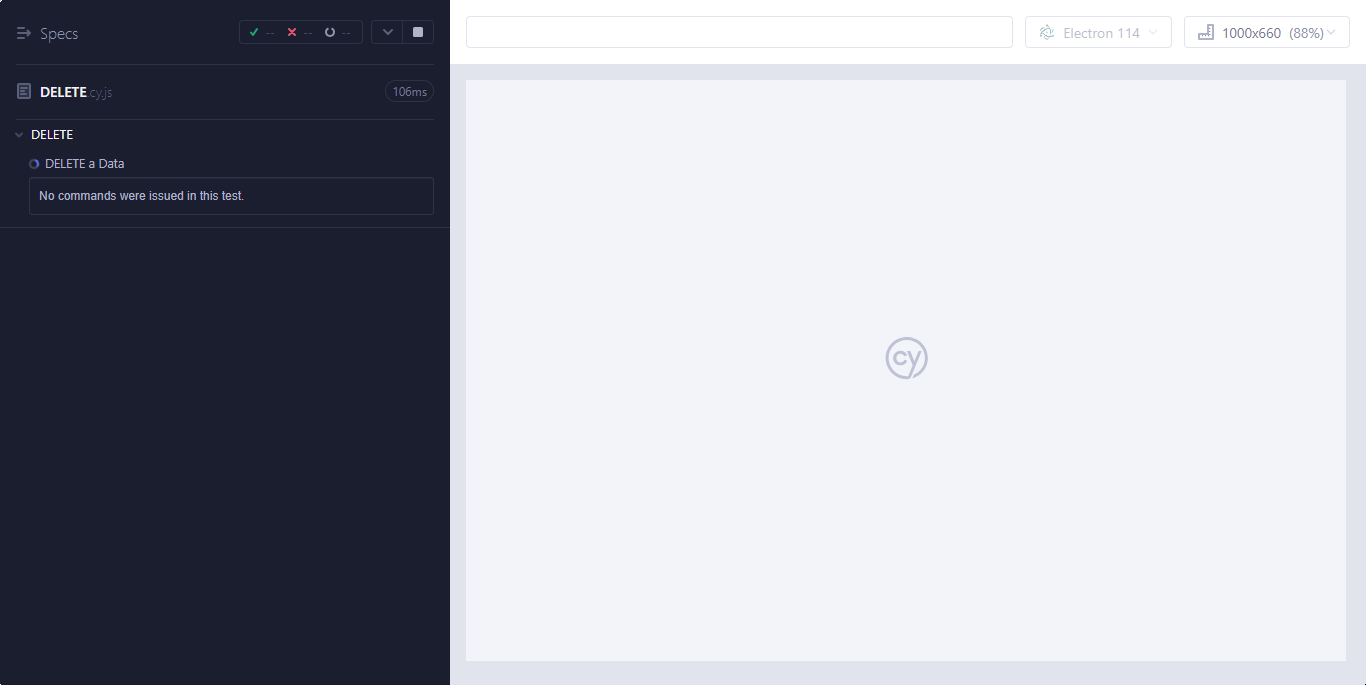 Specs
-- -- --
DELETE.cy.js
106ms
DELETE
DELETE a Data
No commands were issued in this test.
Electron 114
1000x660 (88%)
cy